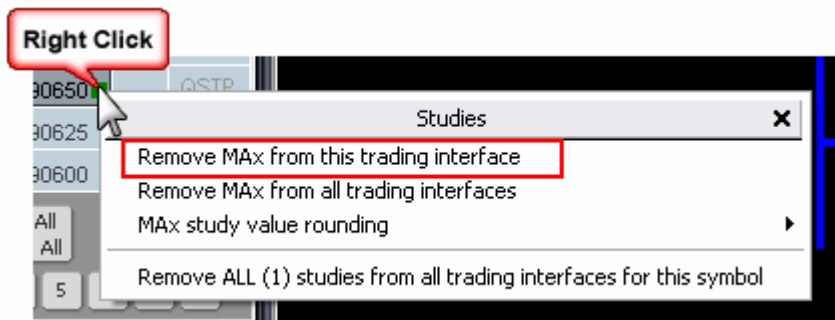 Right Click
90650
QSTP
Studies
90625
Remove MAx from this trading interface
90600
Remove MAx from all trading interfaces
All
MAx study value rounding
All
Remove ALL (1) studies from all trading interfaces for this symbol
5